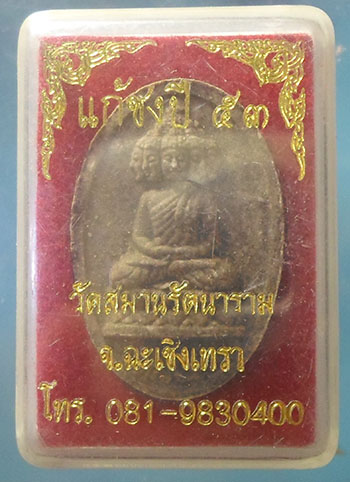 แก้ชงปี ๕๓
วัดสมานรัตนาราม
จ.ฉะเชิงเทรา
โทร. 081-9830400